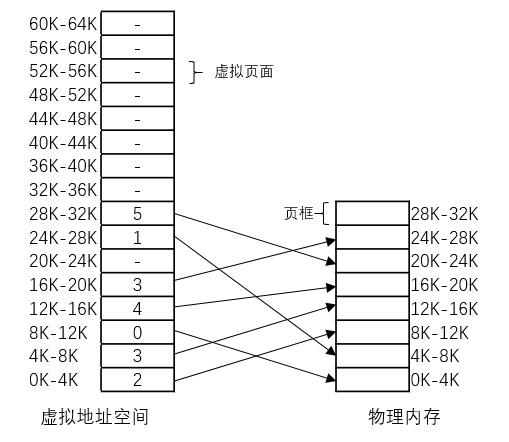 60K-64K -
56K-60K -
52K-56K - 虚拟页面
48K-52K -
44K-48K -
40K-44K -
36K-40K -
32K-36K -
28K-32K 5 页框 28K-32K
24K-28K 1 24K-28K
20K-24K - 20K-24K
16K-20K 3 16K-20K
12K-16K 4 12K-16K
8K-12K 0 8K-12K
4K-8K 3 4K-8K
0K-4K 2 0K-4K
虚拟地址空间 物理内存